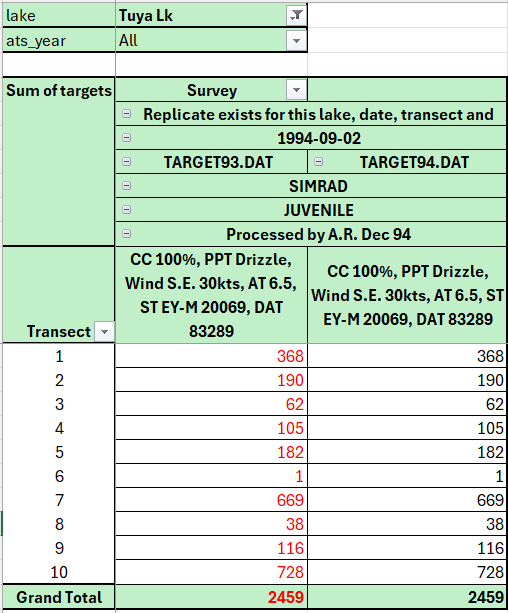 lake Tuya Lk
ats_year All
Sum of targets Survey
Replicate exists for this lake, date, transect and
1994-09-02
TARGET93.DAT TARGET94.DAT
SIMRAD
JUVENILE
Processed by A.R. Dec 94
CC 100%, PPT Drizzle,
Wind S.E. 30kts, AT 6.5,
ST EY-M 20069, DAT
83289
CC 100%, PPT Drizzle,
Wind S.E. 30kts, AT 6.5, ST
EY-M 20069, DAT 83289
Transect
1 368 368
2 190 190
3 62 62
4 105 105
5 182 182
6 1 1
7 669 669
8 38 38
9 116 116
10 728 728
Grand Total 2459 2459